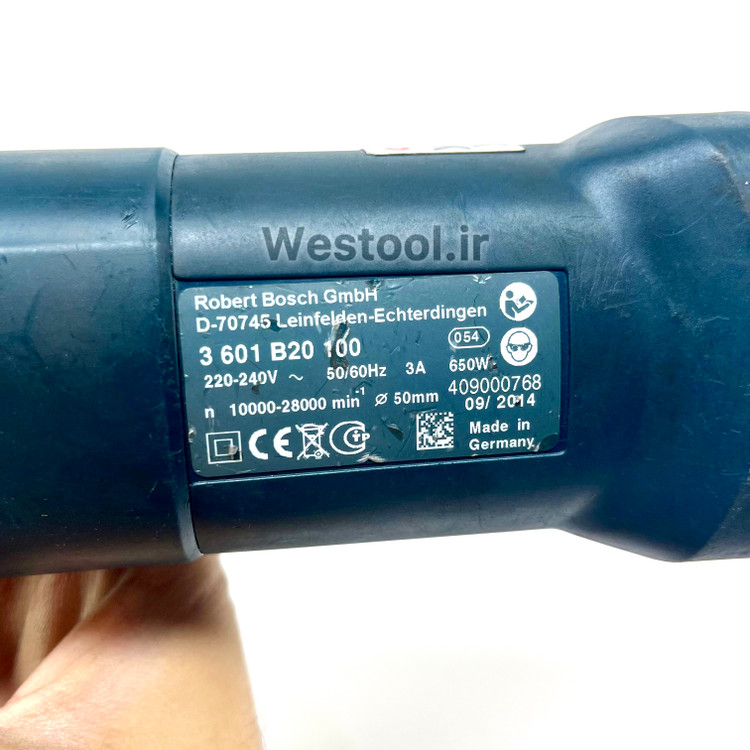 Westool.ir
Robert Bosch GmbH
D-70745 Leinfelden-Echterdingen
3 601 B20 100
054
220-240V ~ 50/60Hz 3A 650W
409000768
n 10000-28000 min⁻¹ ⌀ 50mm
09/ 2014
CE
Made in
Germany